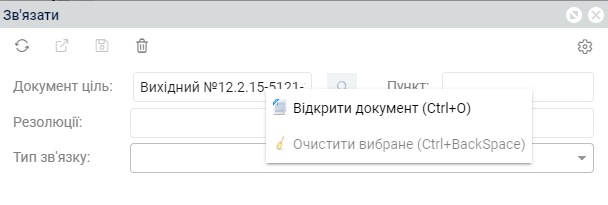 Зв'язати
Документ ціль: Вихідний №12.2.15-5121- Пункт:
Відкрити документ (Ctrl+O)
Резолюції:
Очистити вибране (Ctrl+BackSpace)
Тип зв'язку: